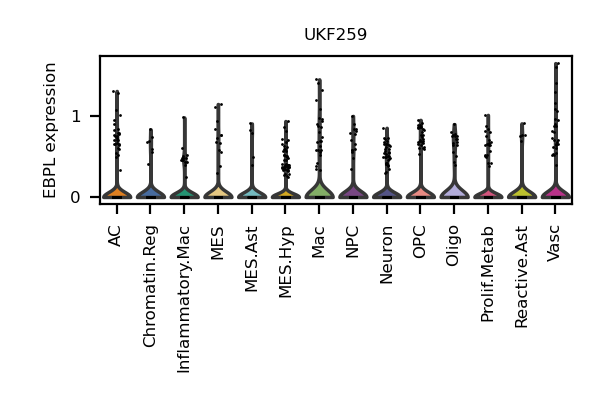 UKF259
EBPL expression
1
0
AC
Chromatin.Reg
Inflammatory.Mac
MES
MES.Ast
MES.Hyp
Mac
NPC
Neuron
OPC
Oligo
Prolif.Metab
Reactive.Ast
Vasc